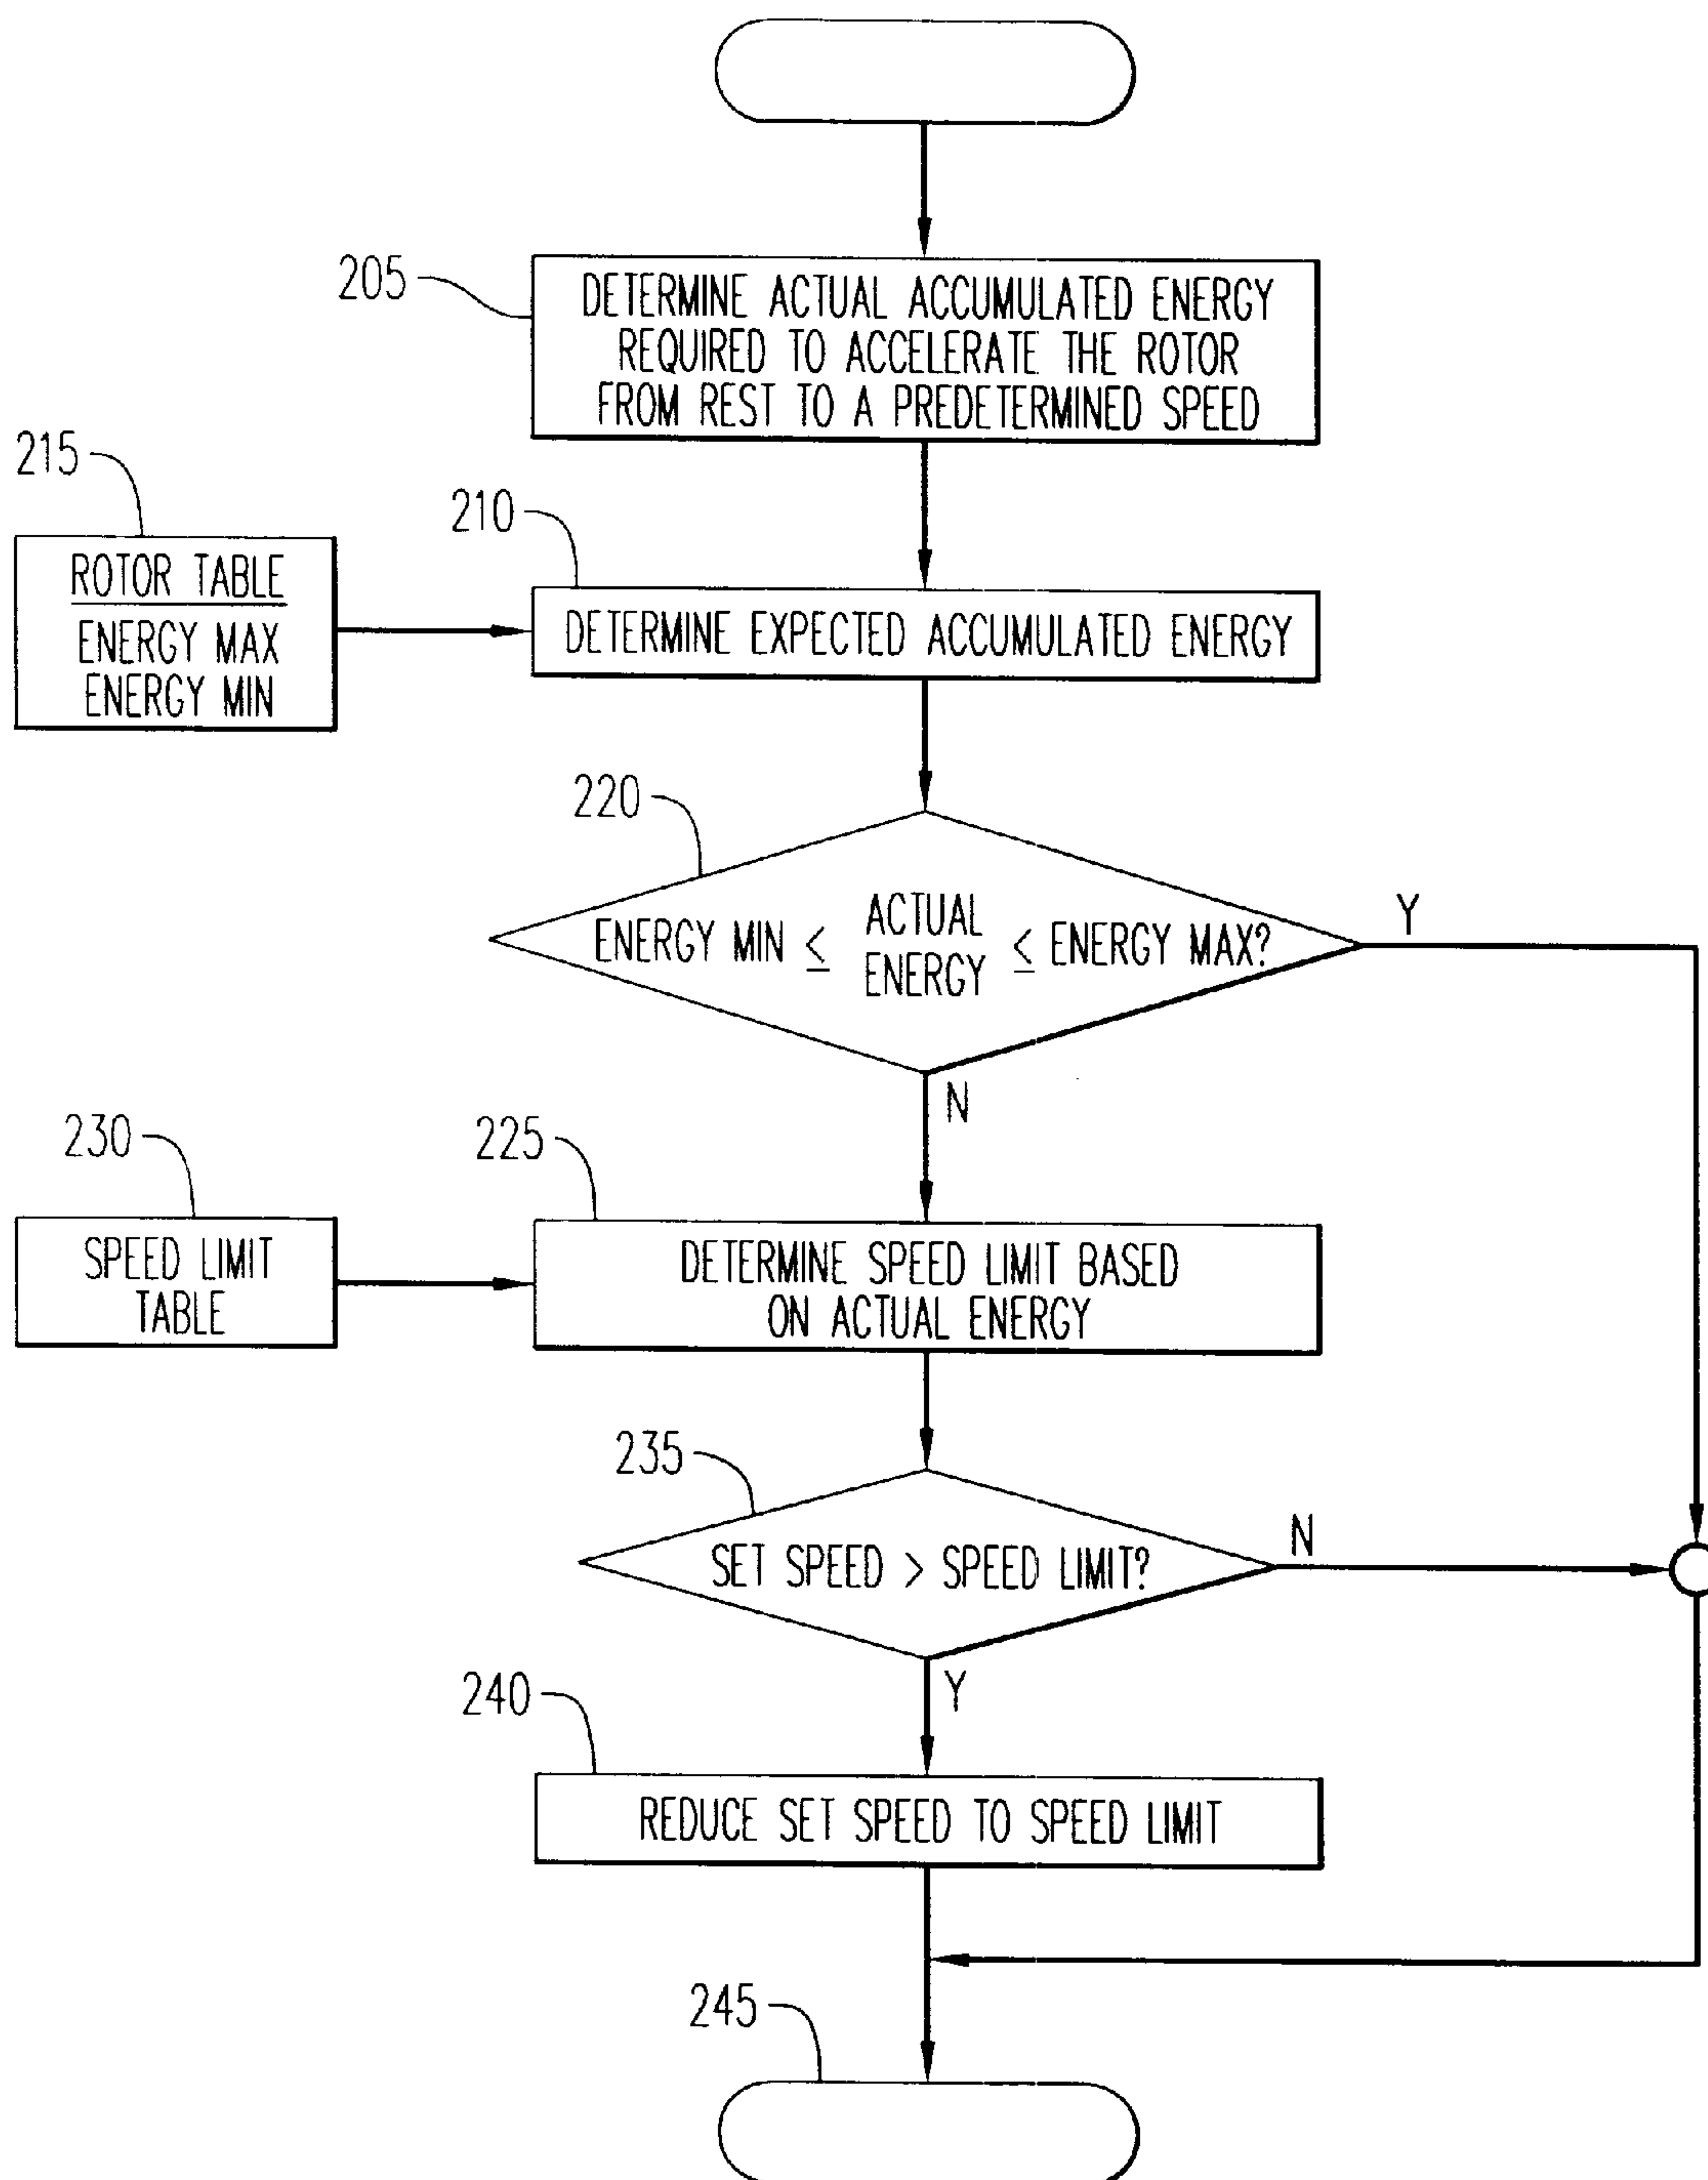 205
DETERMINE ACTUAL ACCUMULATED ENERGY
REQUIRED TO ACCELERATE THE ROTOR
FROM REST TO A PREDETERMINED SPEED
215
ROTOR TABLE
ENERGY MAX
ENERGY MIN
210
DETERMINE EXPECTED ACCUMULATED ENERGY
220
ENERGY MIN ≤ ACTUAL ENERGY ≤ ENERGY MAX?
Y
N
230
SPEED LIMIT
TABLE
225
DETERMINE SPEED LIMIT BASED
ON ACTUAL ENERGY
235
SET SPEED > SPEED LIMIT?
N
Y
240
REDUCE SET SPEED TO SPEED LIMIT
245